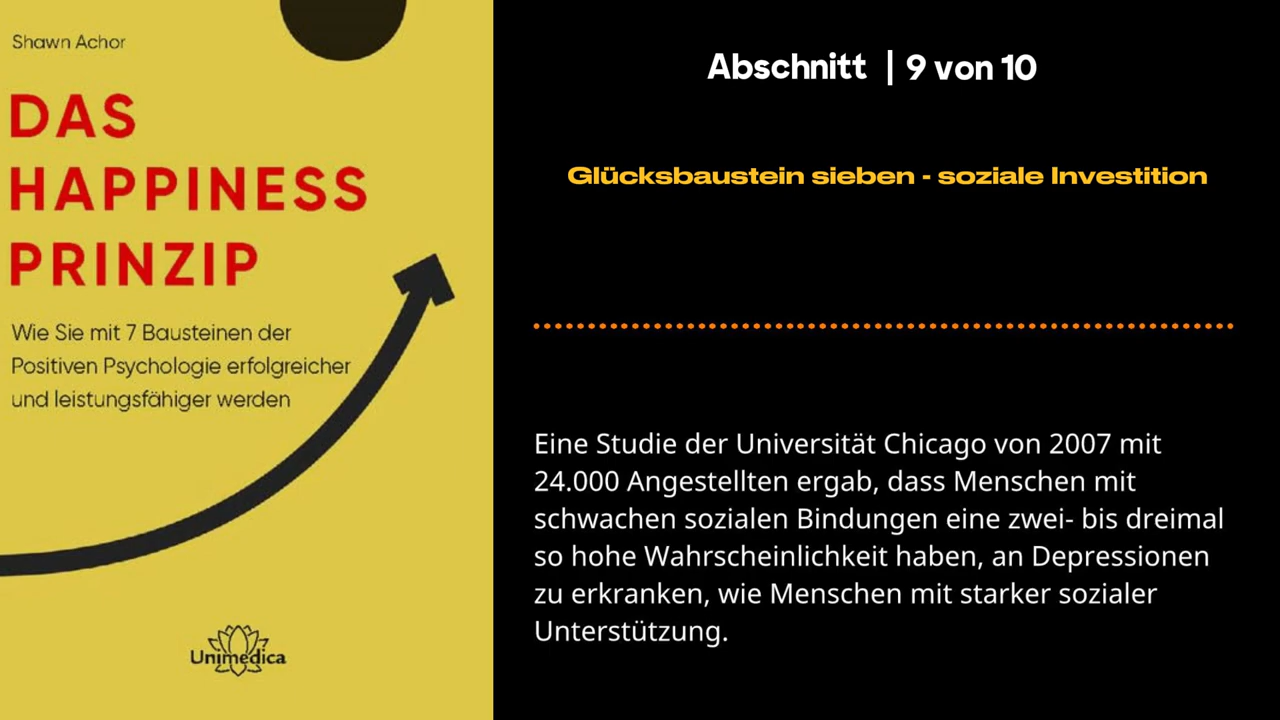 Shawn Achor
DAS
HAPPINESS
PRINZIP
Wie Sie mit 7 Bausteinen der
Positiven Psychologie erfolgreicher
und leistungsfähiger werden
Unimedica
Abschnitt | 9 von 10
Glücksbaustein sieben - soziale Investition
Eine Studie der Universität Chicago von 2007 mit
24.000 Angestellten ergab, dass Menschen mit
schwachen sozialen Bindungen eine zwei- bis dreimal
so hohe Wahrscheinlichkeit haben, an Depressionen
zu erkranken, wie Menschen mit starker sozialer
Unterstützung.